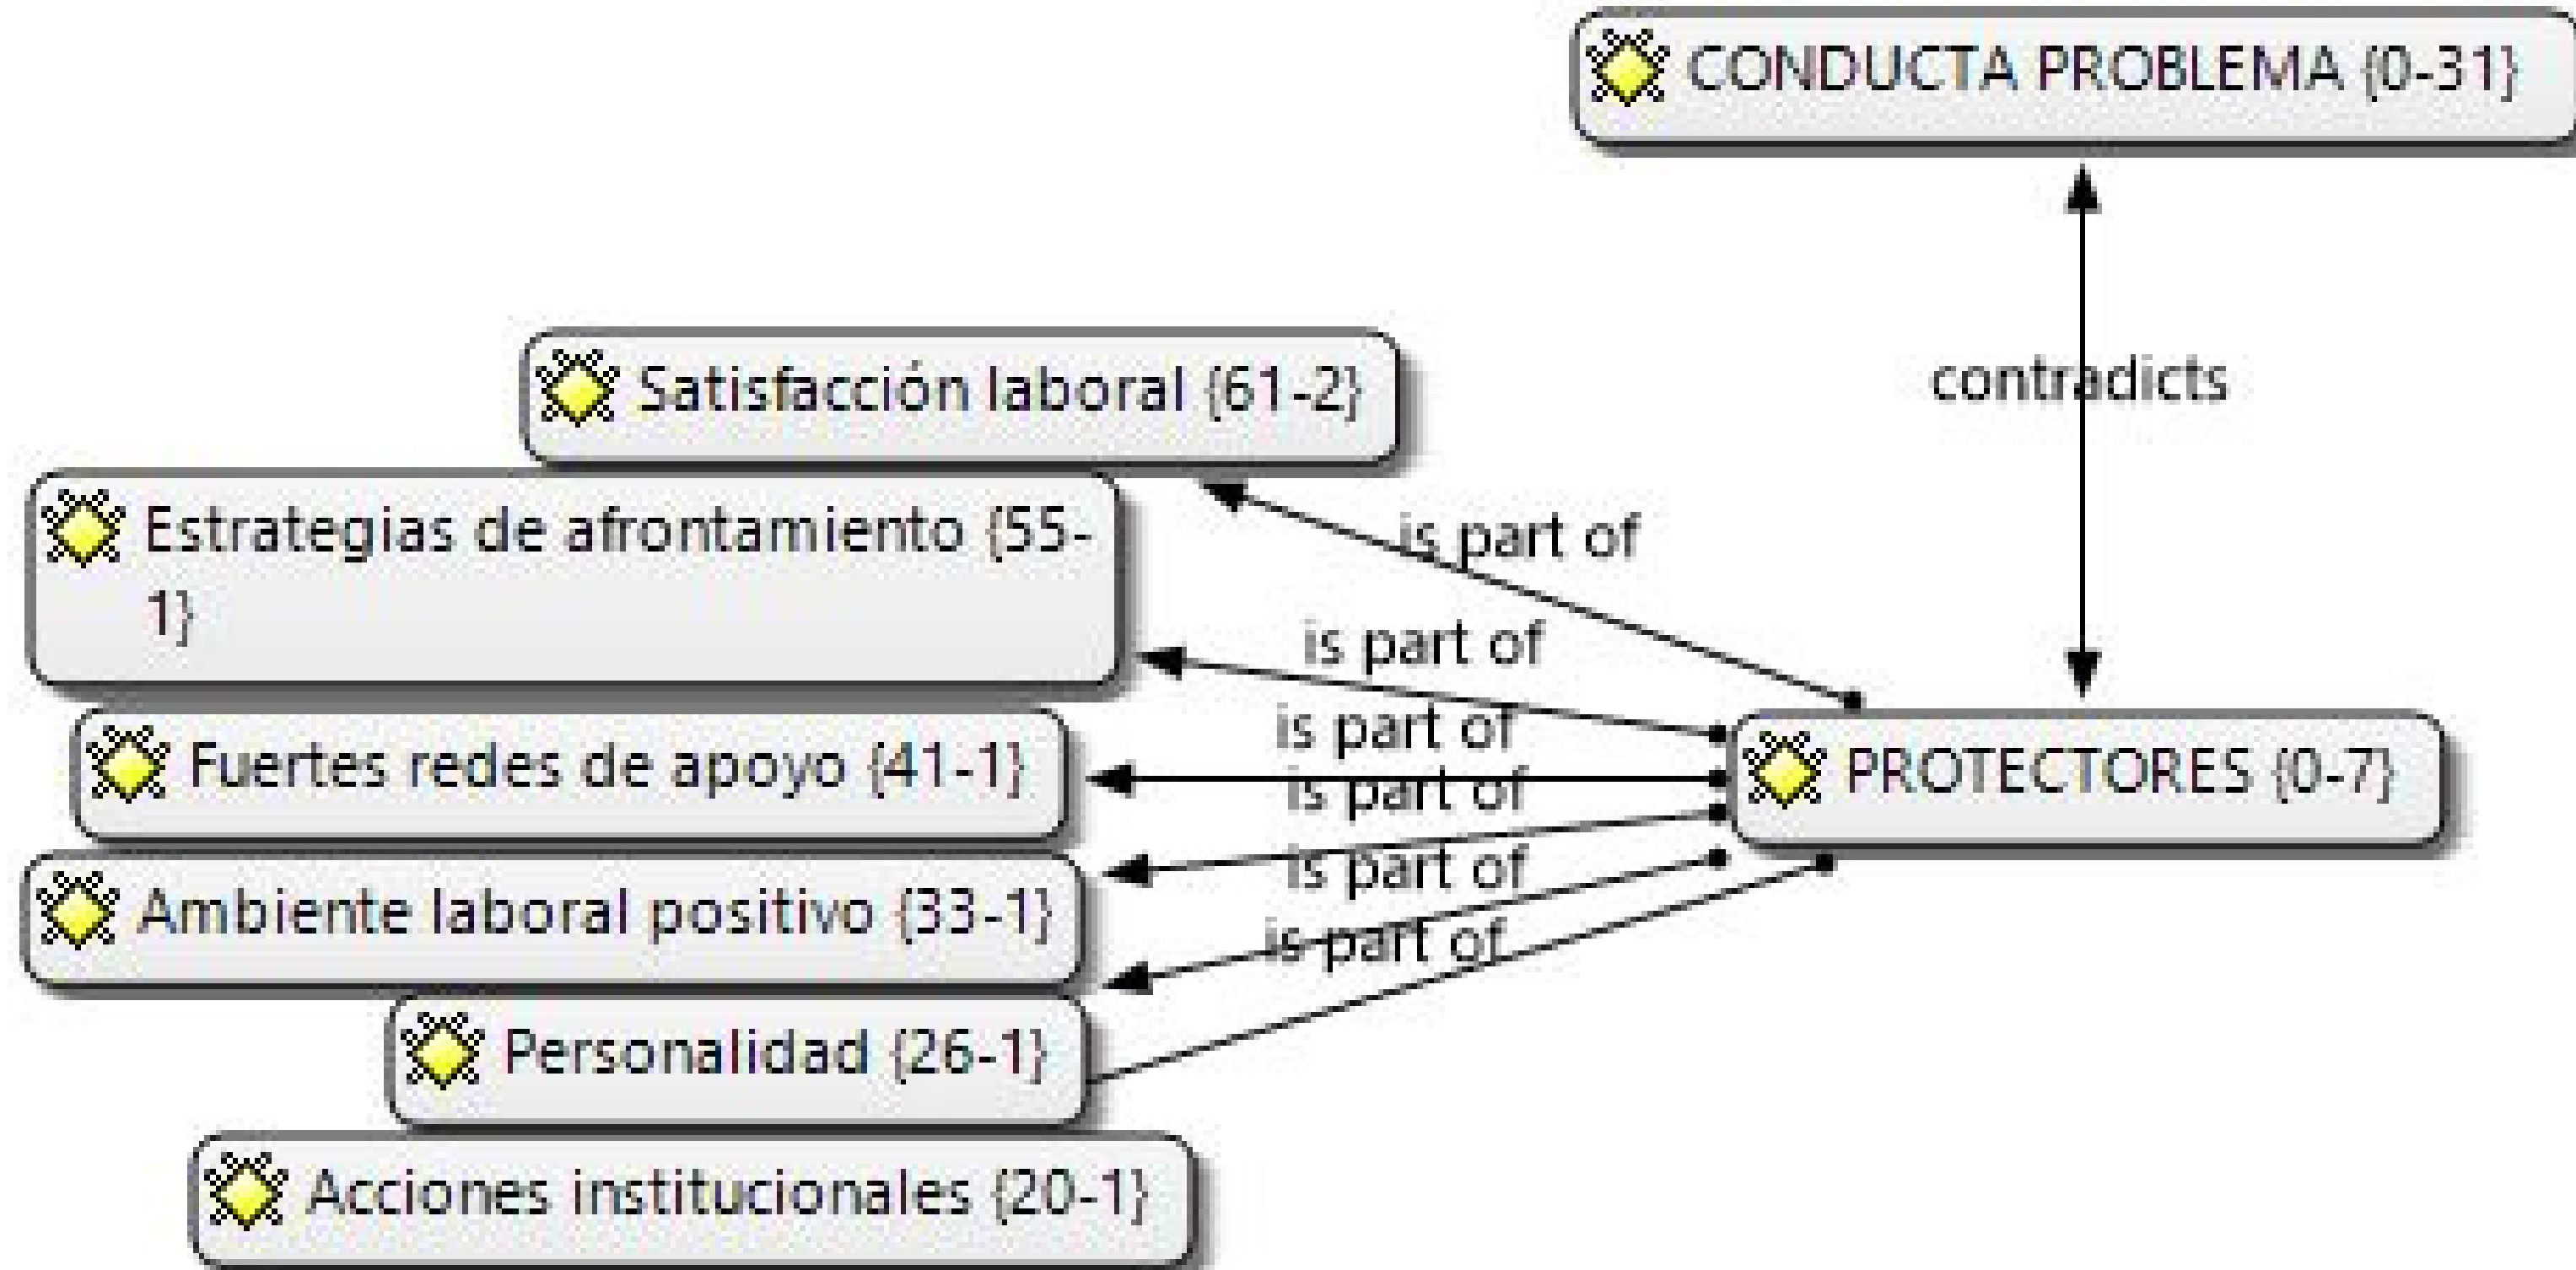 CONDUCTA PROBLEMA {0-31}
contradicts
Satisfacción laboral {61-2}
Estrategias de afrontamiento {55-
1}
is part of
is part of
is part of
Fuertes redes de apoyo {41-1}
PROTECTORES {0-7}
is part of
is part of
Ambiente laboral positivo {33-1}
is part of
Personalidad {26-1}
Acciones institucionales {20-1}